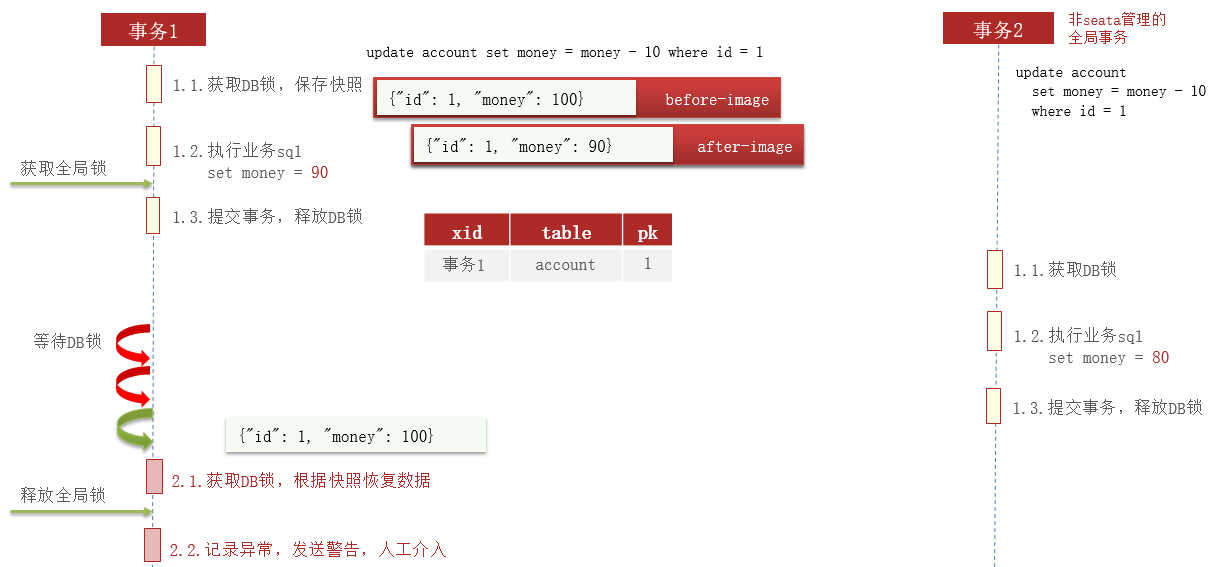 事务1
update account set money = money - 10 where id = 1
1.1.获取DB锁，保存快照
{"id": 1, "money": 100}
before-image
{"id": 1, "money": 90}
after-image
1.2.执行业务sql
set money = 90
获取全局锁
1.3.提交事务，释放DB锁
xid table pk
事务1 account 1
等待DB锁
{"id": 1, "money": 100}
2.1.获取DB锁，根据快照恢复数据
释放全局锁
2.2.记录异常，发送警告，人工介入
事务2
非seata管理的
全局事务
update account
set money = money - 10
where id = 1
1.1.获取DB锁
1.2.执行业务sql
set money = 80
1.3.提交事务，释放DB锁